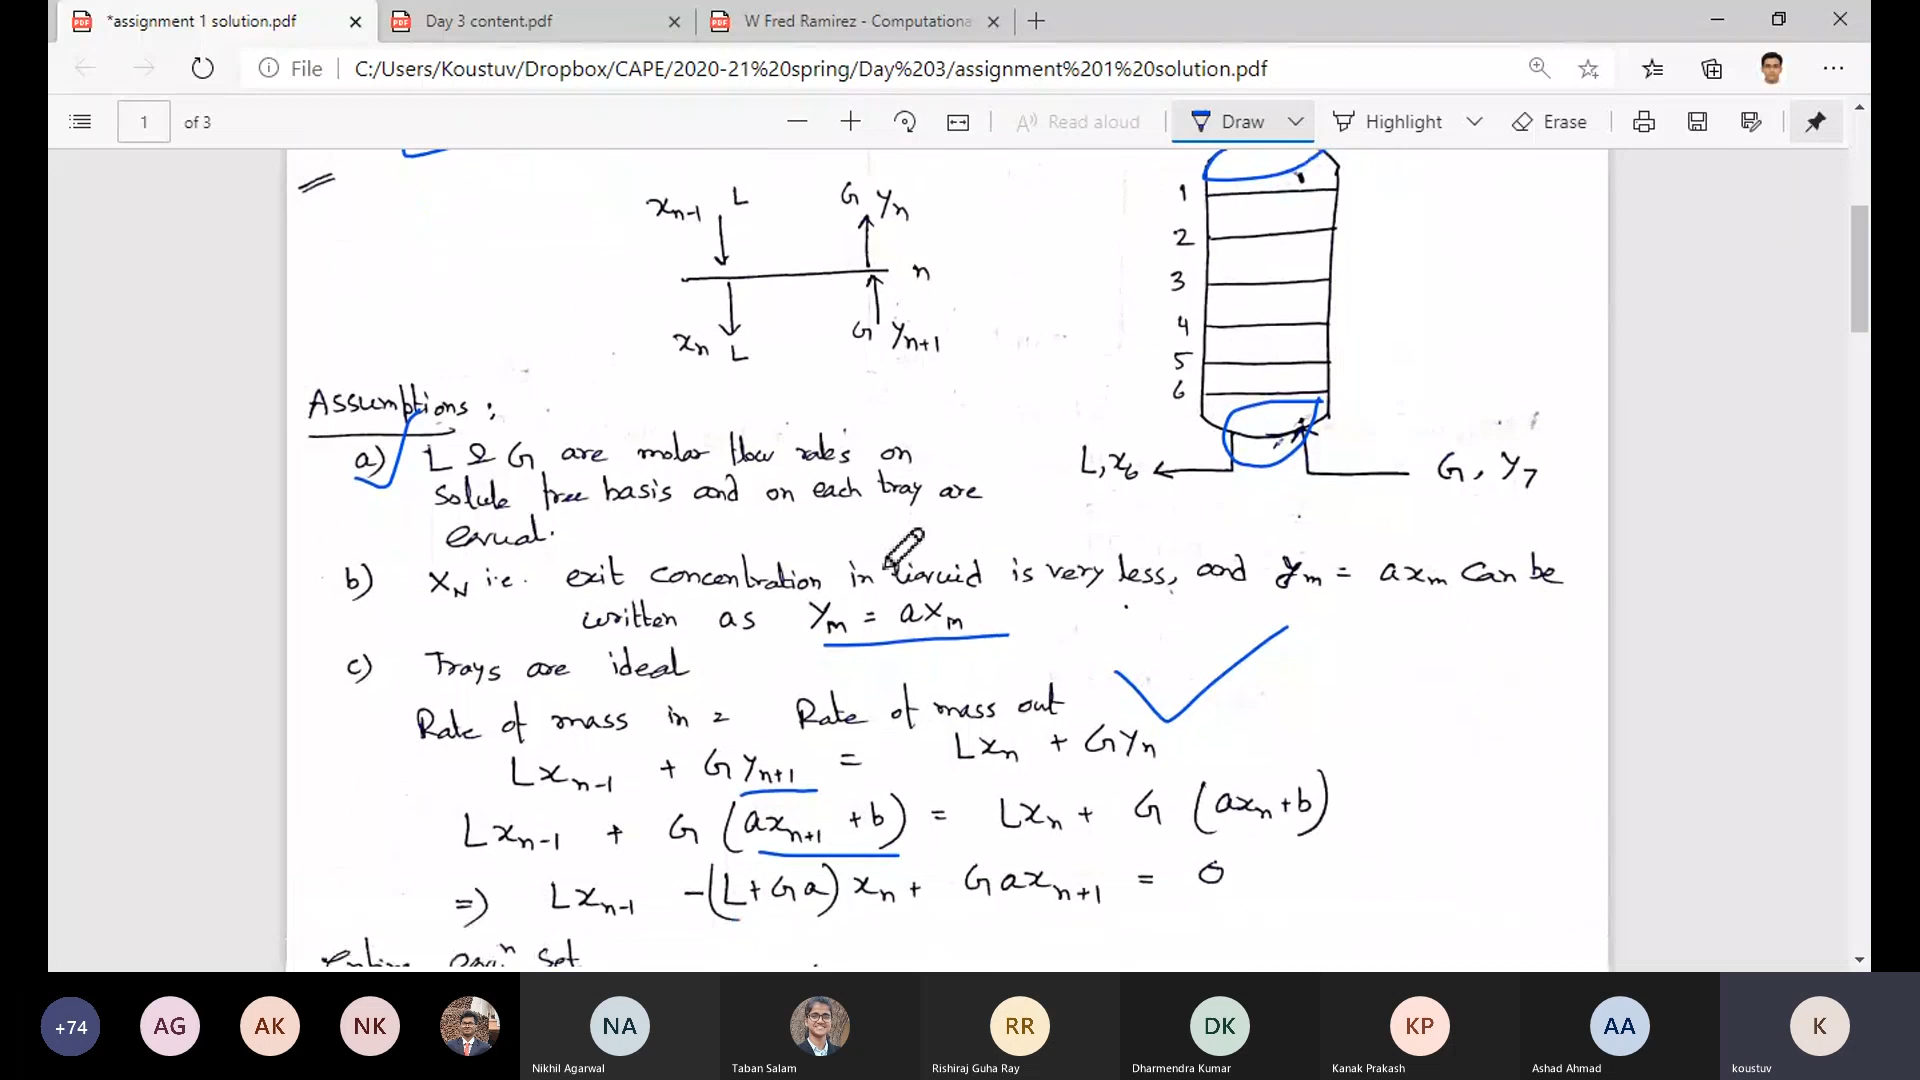 *assignment 1 solution.pdf
Day 3 content.pdf
W Fred Ramirez - Computationa
File
C:/Users/Koustuv/Dropbox/CAPE/2020-21%20spring/Day%203/assignment%201%20solution.pdf
1 of 3
Read aloud
Draw
Highlight
Erase
xn-1 L G Yn
n
xn L G Yn+1
1
2
3
4
5
6
L, x6 G, Y7
Assumptions :
a) L & G are molar flow rates on
solute free basis and on each tray are
equal.
b) XN i.e. exit concentration in liquid is very less, and ym = axm can be
written as Ym = aXm
c) Trays are ideal
Rate of mass in = Rate of mass out
Lxn-1 + GYn+1 = Lxn + GYn
Lxn-1 + G (axn+1 + b) = Lxn + G (axn+b)
=) Lxn-1 -(L+Ga) xn + Gaxn+1 = 0
Set
+74
AG
AK
NK
NA
RR
DK
KP
AA
K
Nikhil Agarwal
Taban Salam
Rishiraj Guha Ray
Dharmendra Kumar
Kanak Prakash
Ashad Ahmad
koustuv